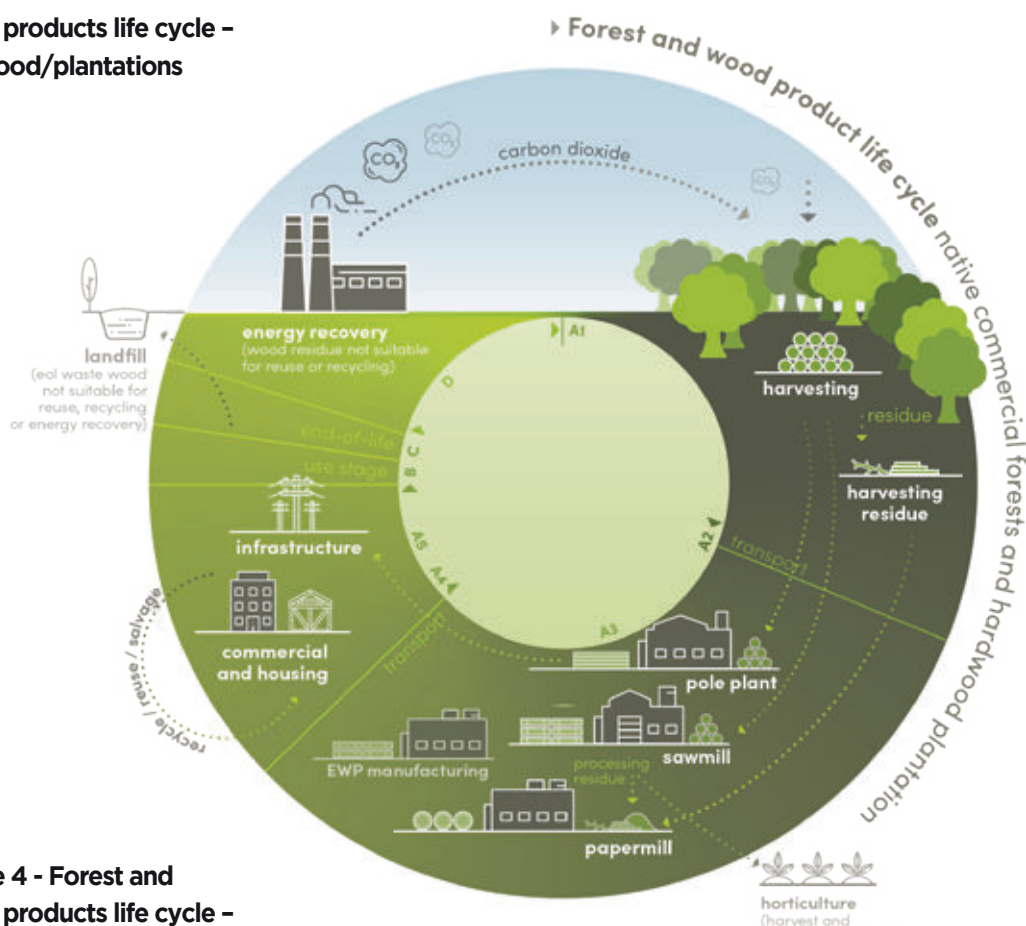 products life cycle –
ood/plantations
Forest and wood product life cycle native commercial forests and hardwood plantation
CO₂
CO₂
carbon dioxide
CO₂
energy recovery
(wood residue not suitable
for reuse or recycling)
A1
landfill
(eol waste wood
not suitable for
reuse, recycling
or energy recovery)
harvesting
residue
harvesting
residue
D
end-of-life
C
use stage
B
infrastructure
A5
A4
A2
transport
A3
commercial
and housing
transport
recycle / reuse / salvage
pole plant
EWP manufacturing
sawmill
processing
residue
papermill
e 4 - Forest and
products life cycle –
horticulture
(harvest and